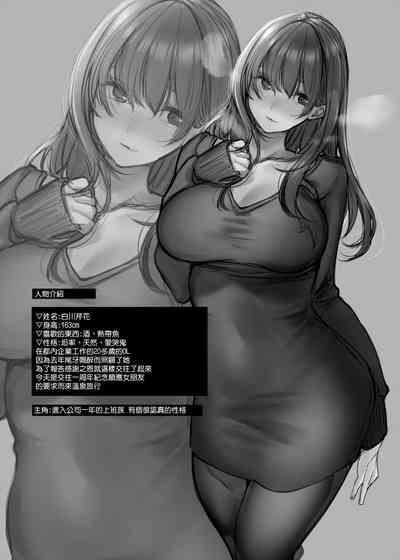 人物介紹
▽姓名:白川芹花
▽身高:163cm
▽喜歡的東西:酒、熱帶魚
▽性格:坦率、天然、愛哭鬼
在都內企業工作的20多歲的OL
因為去年尾牙喝醉而照顧了她
為了報答感謝之恩就這樣交往了起來
今天是交往一周年紀念願應女朋友
的要求而來溫泉旅行
主角:進入公司一年的上班族 有個很認真的性格